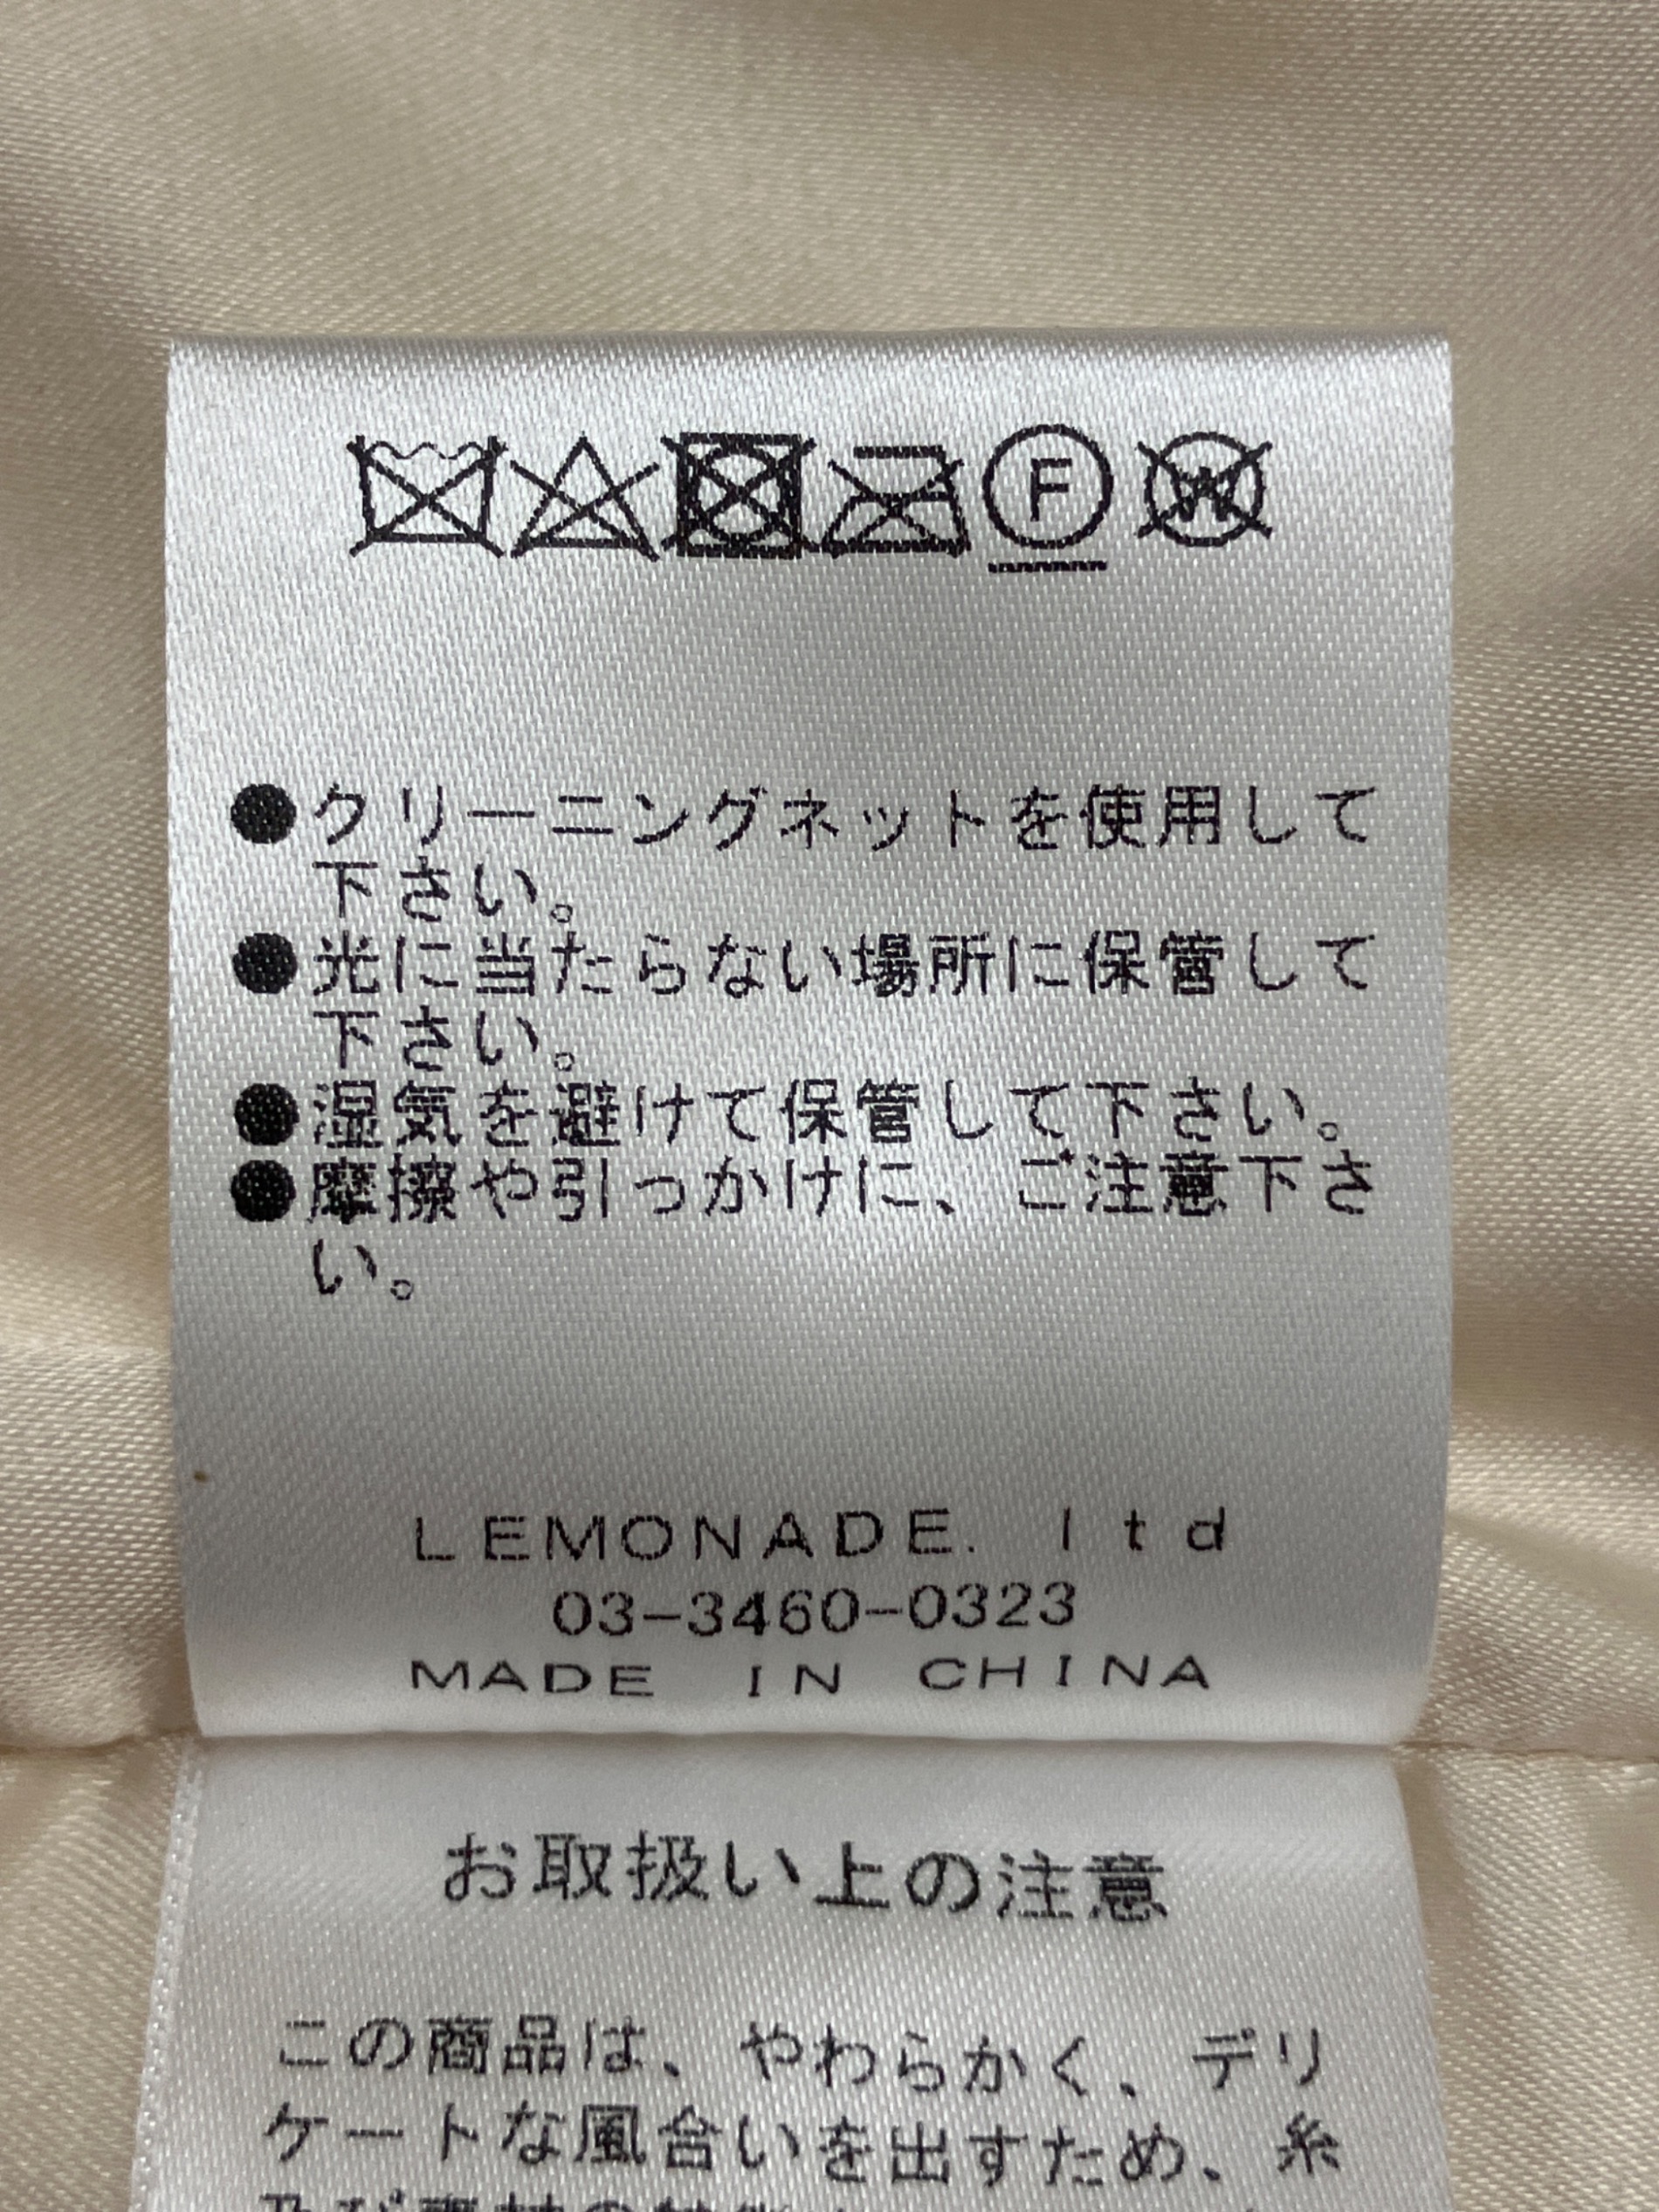 F W
●クリーニングネットを使用して
下さい。
●光に当たらない場所に保管して
下さい。
●湿気を避けて保管して下さい。
●摩擦や引っかけに、ご注意下さ
い。
LEMONADE. ltd
03-3460-0323
MADE IN CHINA
お取扱い上の注意
この商品は、やわらかく、デリ
ケートな風合いを出すため、糸